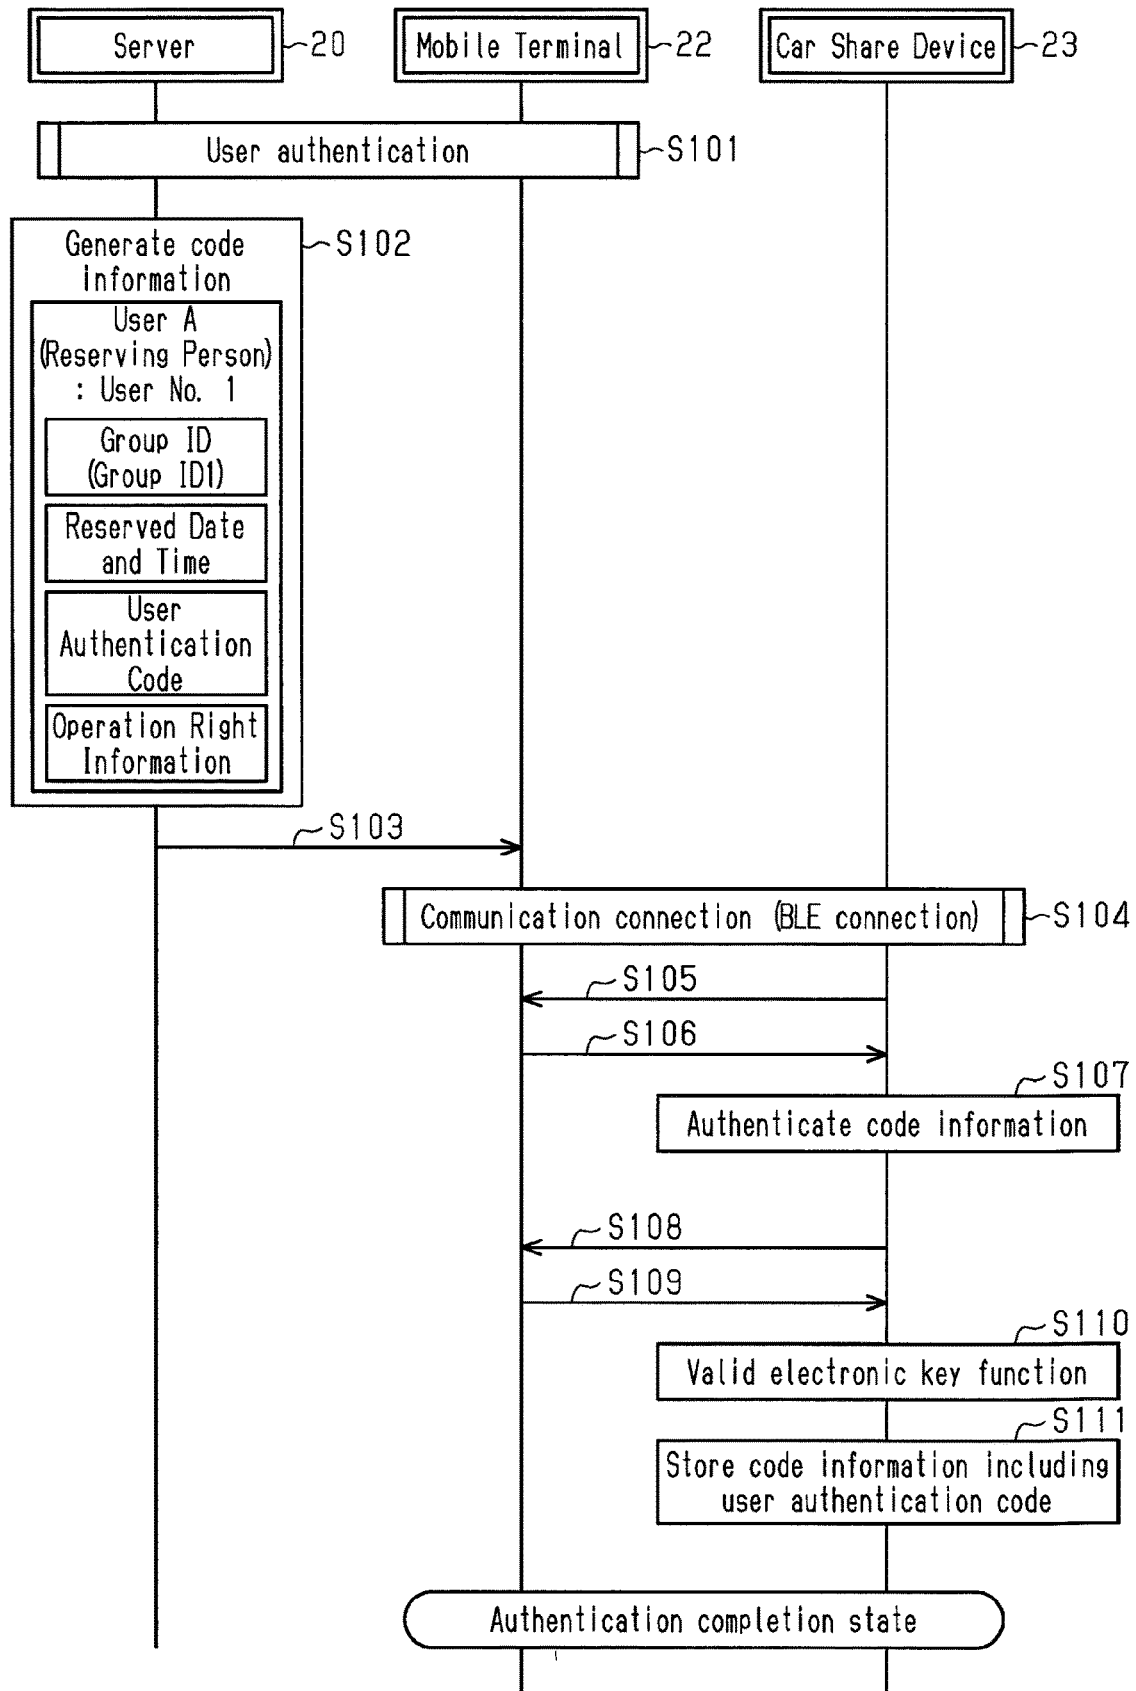 Server
20
Mobile Terminal
22
Car Share Device
23
User authentication
S101
Generate code
information
S102
User A
(Reserving Person)
: User No. 1
Group ID
(Group ID1)
Reserved Date
and Time
User
Authentication
Code
Operation Right
Information
S103
Communication connection (BLE connection)
S104
S105
S106
S107
Authenticate code information
S108
S109
S110
Valid electronic key function
S111
Store code information including
user authentication code
Authentication completion state